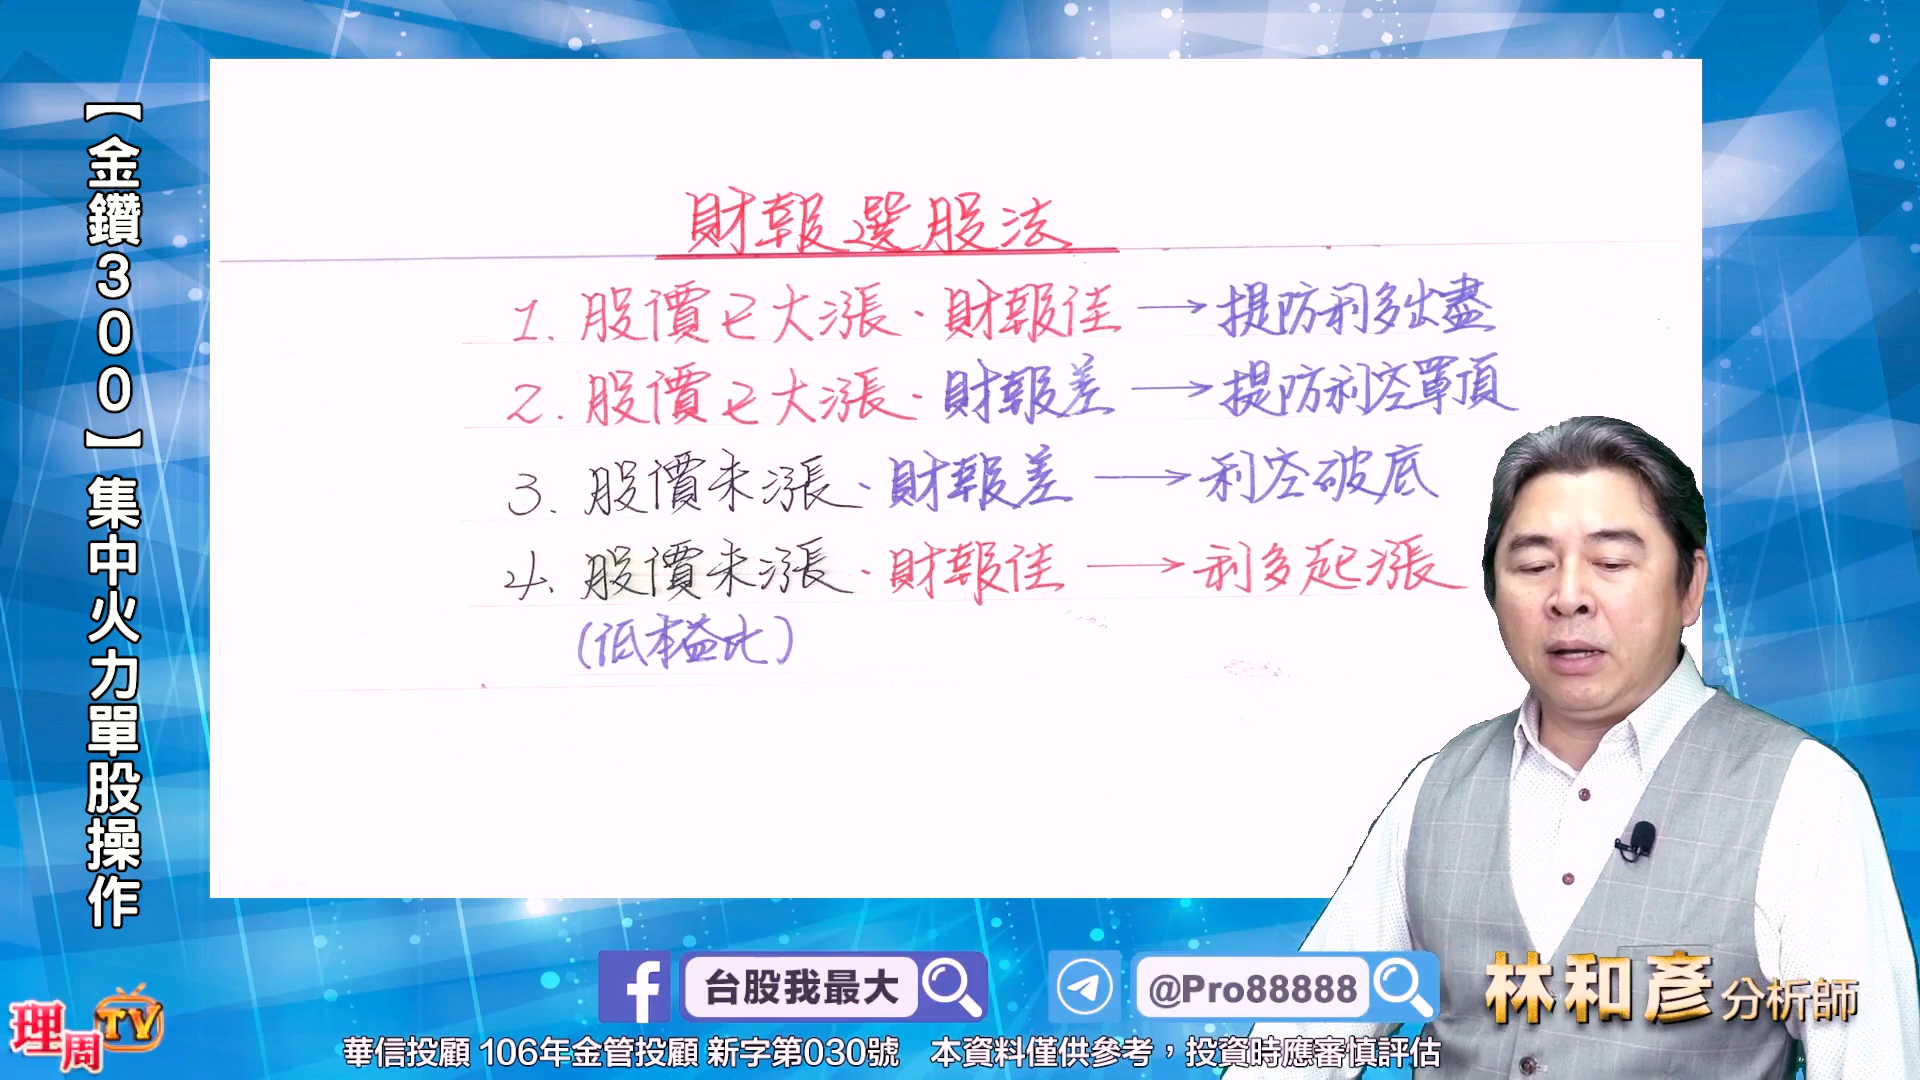 【金鑽300】集中火力單股操作
財報選股法
1. 股價已大漲、財報佳 → 提防利多出盡
2. 股價已大漲、財報差 → 提防利空罩頂
3. 股價未漲、財報差 → 利空破底
4. 股價未漲、財報佳 → 利多起漲
(低本益比)
台股我最大
@Pro88888
林和彥分析師
理周TV
華信投顧 106年金管投顧 新字第030號 本資料僅供參考，投資時應審慎評估